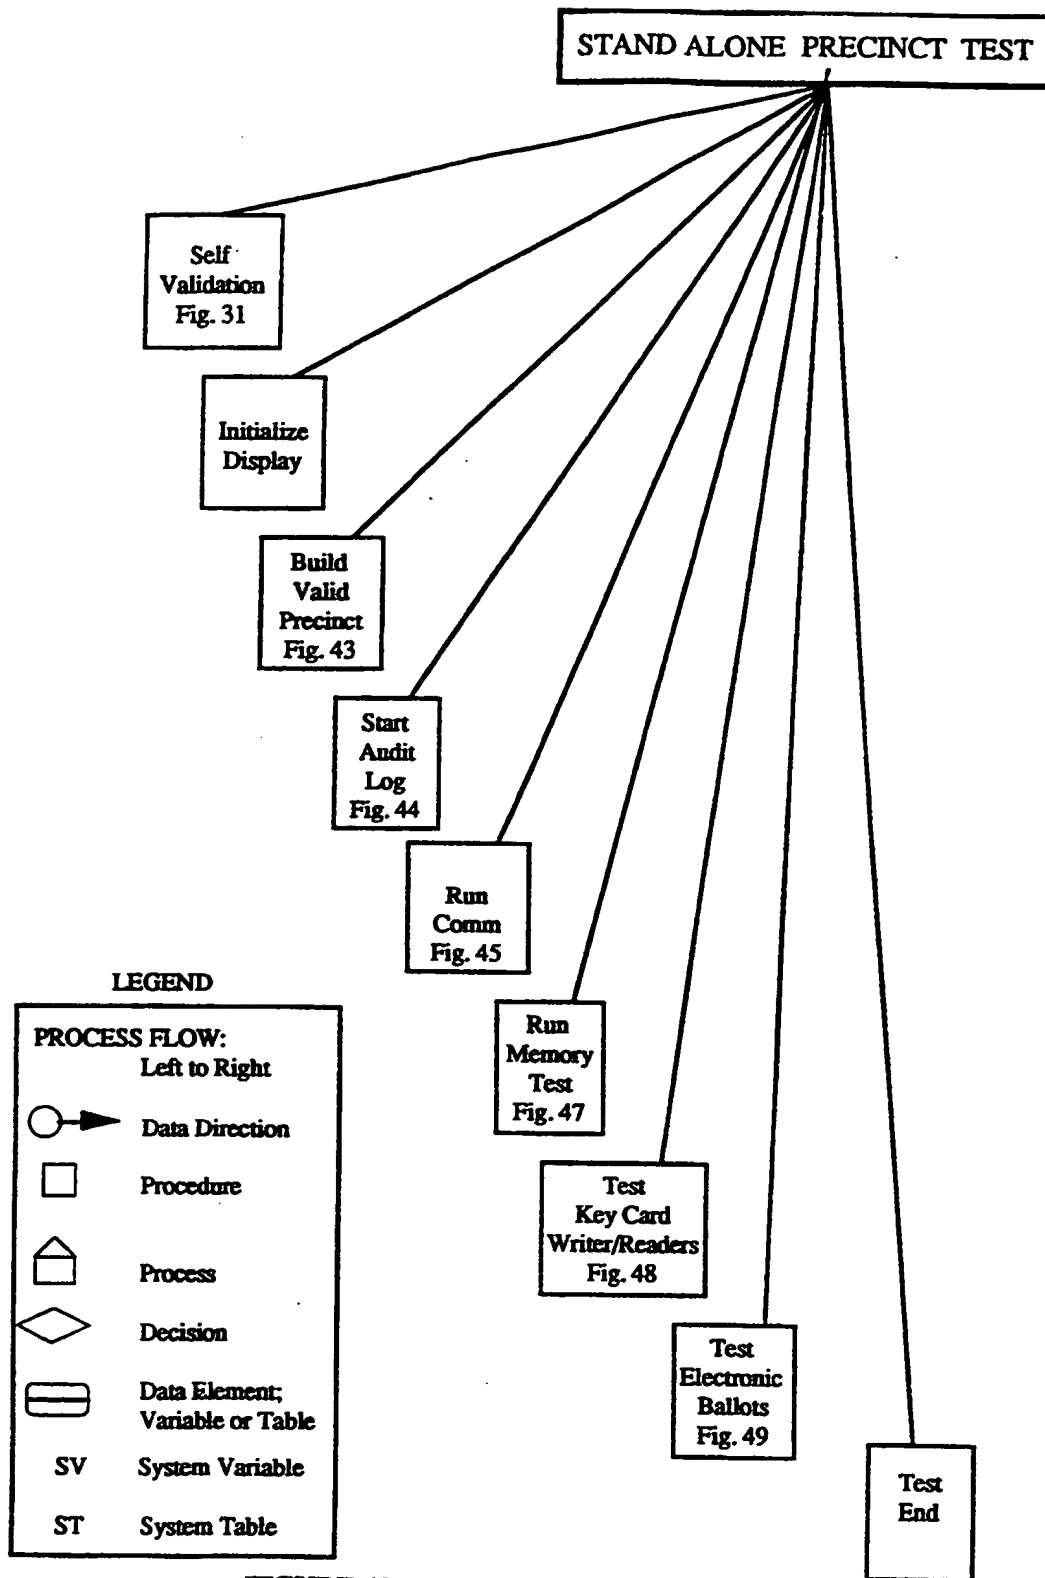 STAND ALONE PRECINCT TEST
Self
Validation
Fig. 31
Initialize
Display
Build
Valid
Precinct
Fig. 43
Start
Audit
Log
Fig. 44
Run
Comm
Fig. 45
Run
Memory
Test
Fig. 47
Test
Key Card
Writer/Readers
Fig. 48
Test
Electronic
Ballots
Fig. 49
Test
End
LEGEND
PROCESS FLOW:
Left to Right
Data Direction
Procedure
Process
Decision
Data Element;
Variable or Table
SV System Variable
ST System Table